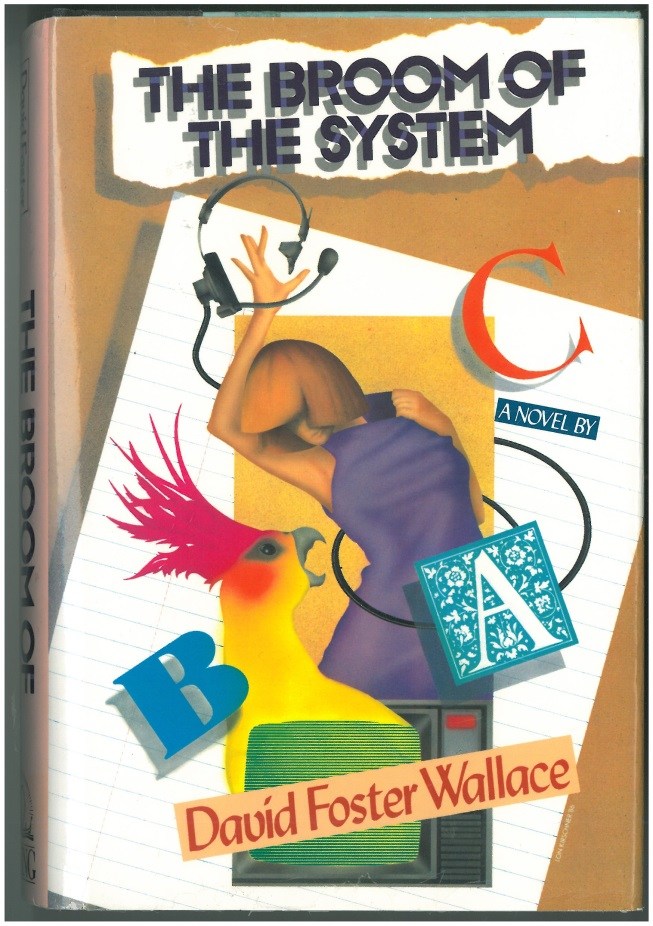 THE BROOM OF
THE SYSTEM
C
A NOVEL BY
A
B
David Foster Wallace
THE BROOM OF